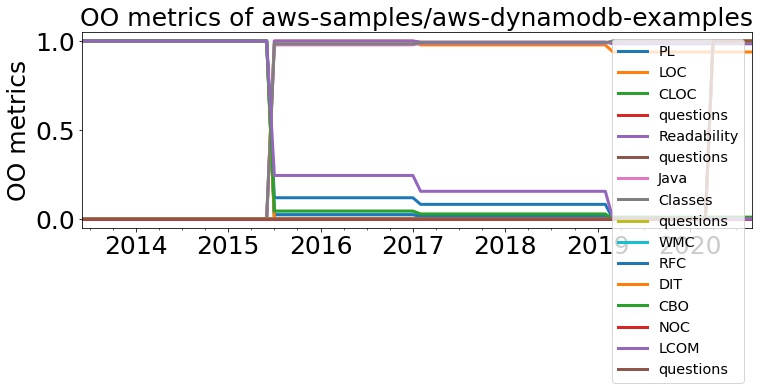 OO metrics of aws-samples/aws-dynamodb-examples
OO metrics
1.0
0.5
0.0
2014 2015 2016 2017 2018 2019 2020
PL
LOC
CLOC
questions
Readability
questions
Java
Classes
questions
WMC
RFC
DIT
CBO
NOC
LCOM
questions